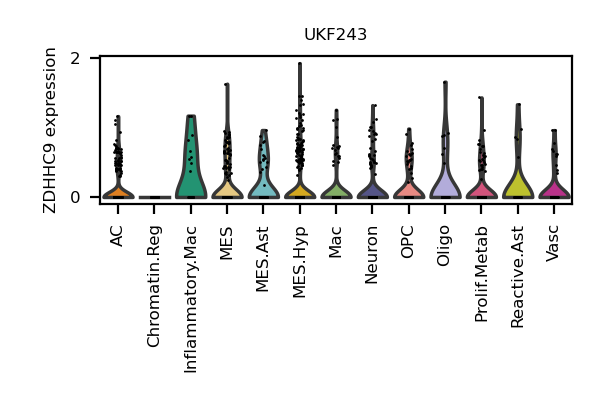 UKF243
ZDHHC9 expression
2
0
AC
Chromatin.Reg
Inflammatory.Mac
MES
MES.Ast
MES.Hyp
Mac
Neuron
OPC
Oligo
Prolif.Metab
Reactive.Ast
Vasc